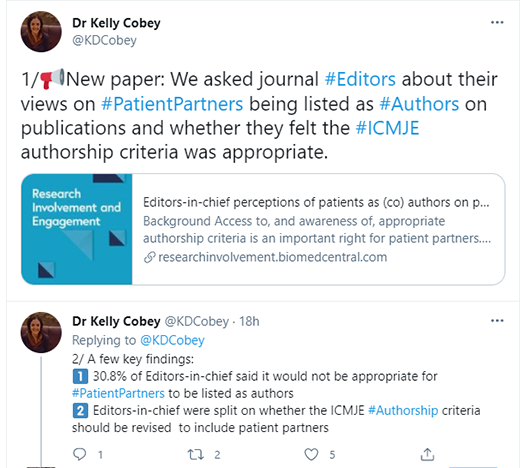 Dr Kelly Cobey
@KDCobey
1/📢New paper: We asked journal #Editors about their
views on #PatientPartners being listed as #Authors on
publications and whether they felt the #ICMJE
authorship criteria was appropriate.
Research
Involvement and
Engagement
Editors-in-chief perceptions of patients as (co) authors on p...
Background Access to, and awareness of, appropriate
authorship criteria is an important right for patient partners....
researchinvolvement.biomedcentral.com
Dr Kelly Cobey @KDCobey · 18h
Replying to @KDCobey
2/ A few key findings:
1️⃣ 30.8% of Editors-in-chief said it would not be appropriate for
#PatientPartners to be listed as authors
2️⃣ Editors-in-chief were split on whether the ICMJE #Authorship criteria
should be revised to include patient partners
1 2 5